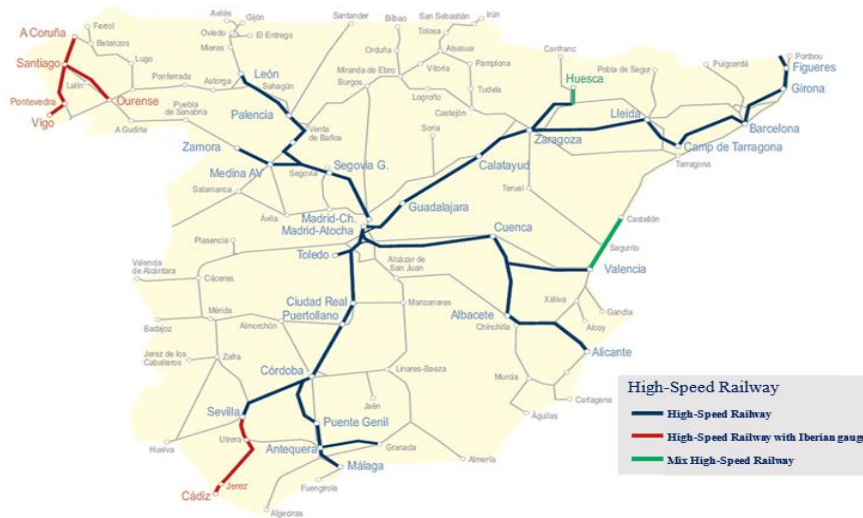 Avilés
Gijón
Santander
Bilbao
San Sebastián
Irún
Ferrol
Oviedo
El Entrego
Tolosa
A Coruña
Betanzos
Mieres
Orduña
Alsasua
Canfranc
Portbou
Santiago
Lugo
León
Vitoria
Pamplona
Puigcerdá
Figueres
Lalín
Ponferrada
Astorga
Sahagún
Miranda de Ebro
Burgos
Huesca
Pobla de Segur
Girona
Pontevedra
Ourense
Logroño
Tudela
Vigo
Puebla
de Sanabria
Palencia
Castejón
Lleida
A Gudiña
Venta
de Baños
Soria
Zaragoza
Barcelona
Zamora
Camp de Tarragona
Medina AV
Segovia G.
Segovia
Calatayud
Tarragona
Salamanca
Ávila
Guadalajara
Teruel
Madrid-Ch.
Madrid-Atocha
Cuenca
Castellón
Plasencia
Toledo
Sagunto
Valencia
de Alcántara
Alcázar
de San Juan
Valencia
Cáceres
Ciudad Real
Puertollano
Manzanares
Albacete
Xátiva
Gandia
Mérida
Almorchón
Chinchilla
Alcoy
Badajoz
Jerez de los
Caballeros
Zafra
Alicante
Córdoba
Linares-Baeza
Murcia
Cartagena
Jaén
Águilas
Sevilla
Puente Genil
Huelva
Utrera
Antequera
Granada
Almería
Málaga
Jerez
Cádiz
Fuengirola
Algeciras
High-Speed Railway
High-Speed Railway
High-Speed Railway with Iberian gaug
Mix High-Speed Railway